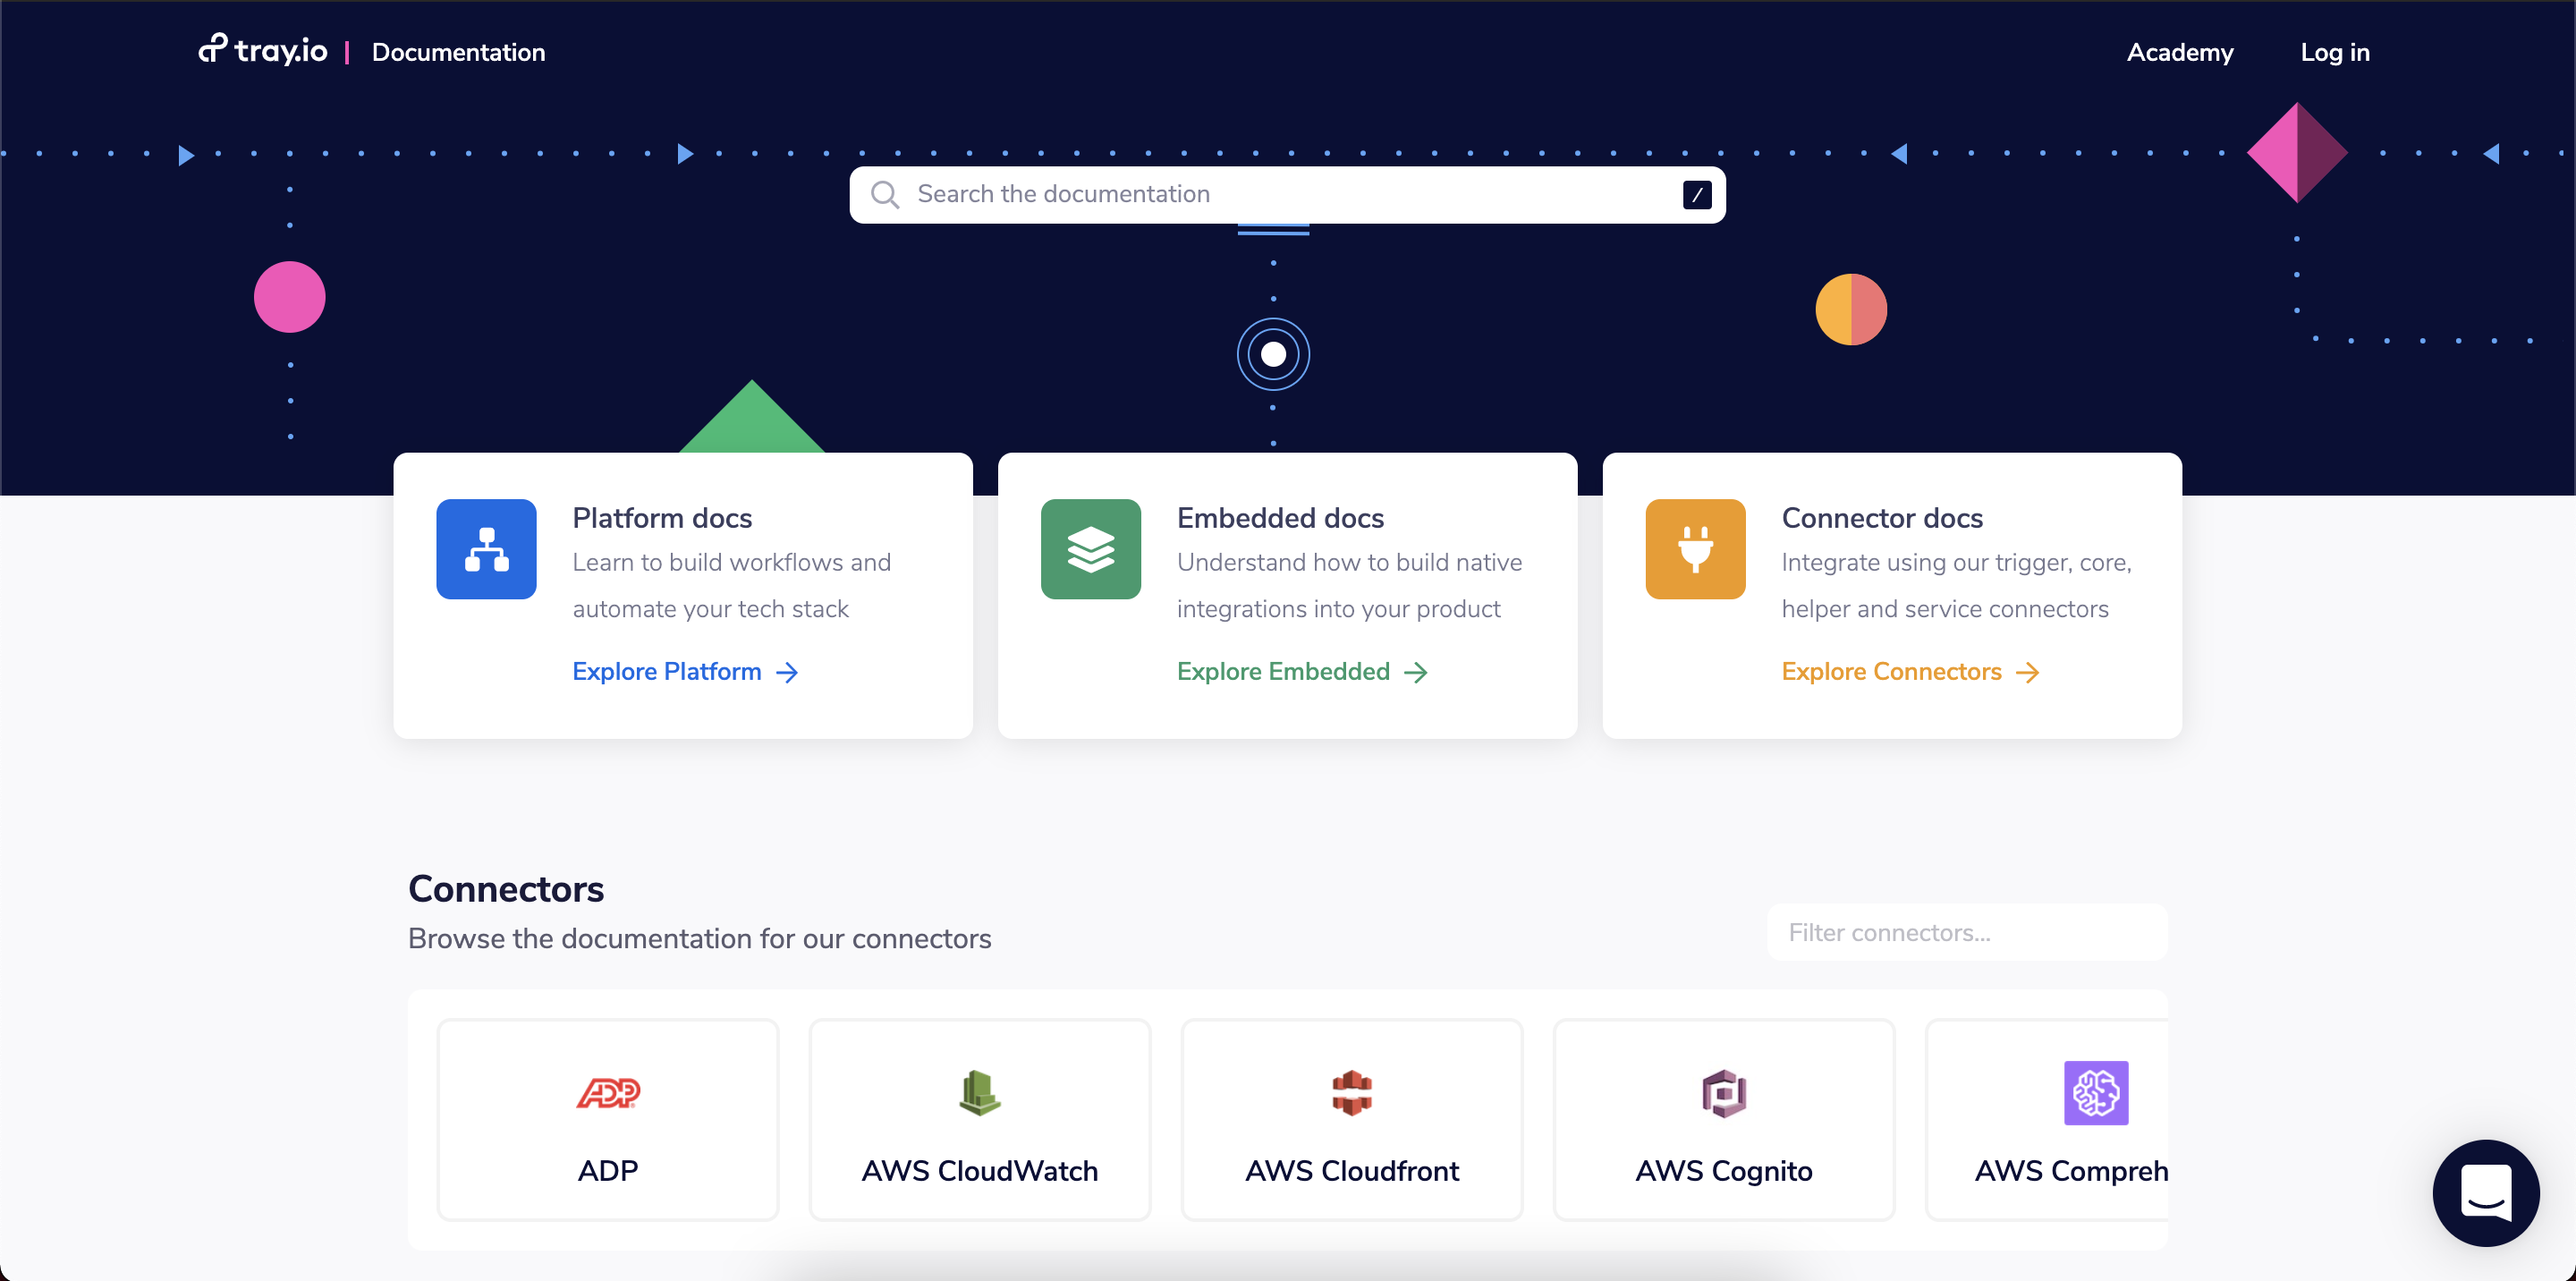 tray.io | Documentation
Academy
Log in
Search the documentation
/
Platform docs
Learn to build workflows and
automate your tech stack
Explore Platform →
Embedded docs
Understand how to build native
integrations into your product
Explore Embedded →
Connector docs
Integrate using our trigger, core,
helper and service connectors
Explore Connectors →
Connectors
Browse the documentation for our connectors
Filter connectors...
ADP
ADP
AWS CloudWatch
AWS Cloudfront
AWS Cognito
AWS Compreh